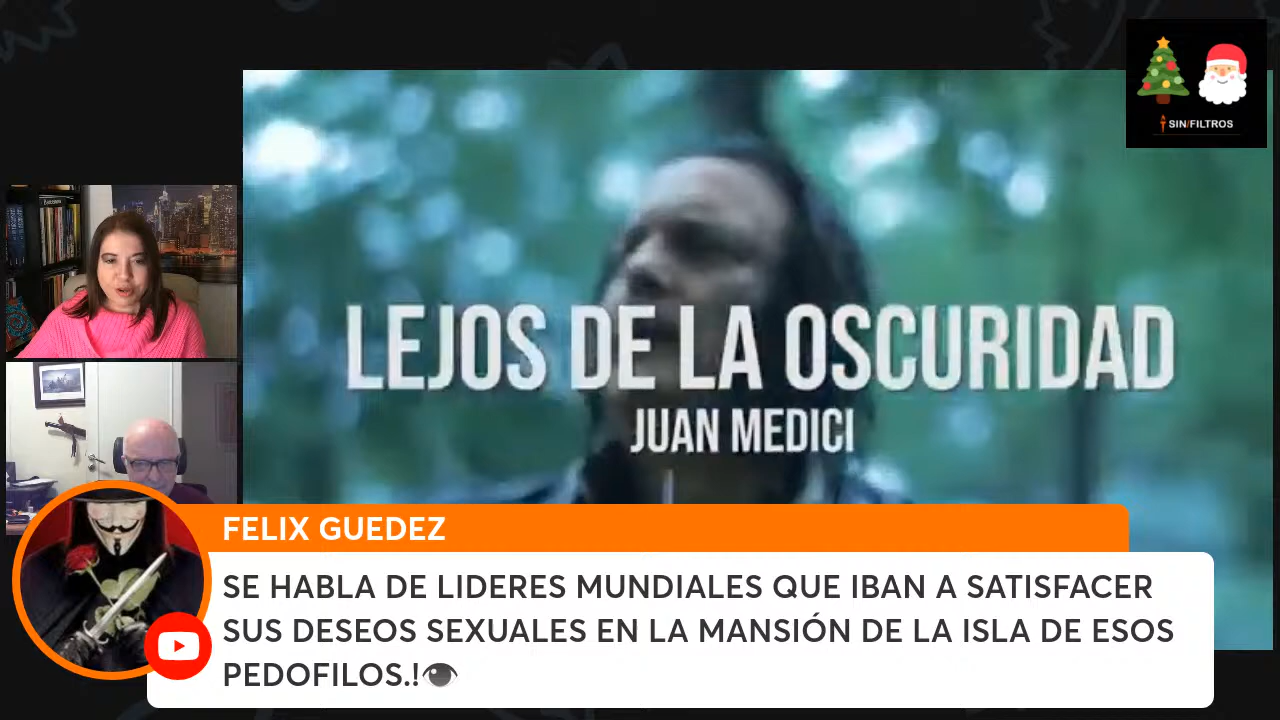 SIN/FILTROS
LEJOS DE LA OSCURIDAD
JUAN MEDICI
FELIX GUEDEZ
SE HABLA DE LIDERES MUNDIALES QUE IBAN A SATISFACER
SUS DESEOS SEXUALES EN LA MANSIÓN DE LA ISLA DE ESOS
PEDOFILOS.!👁